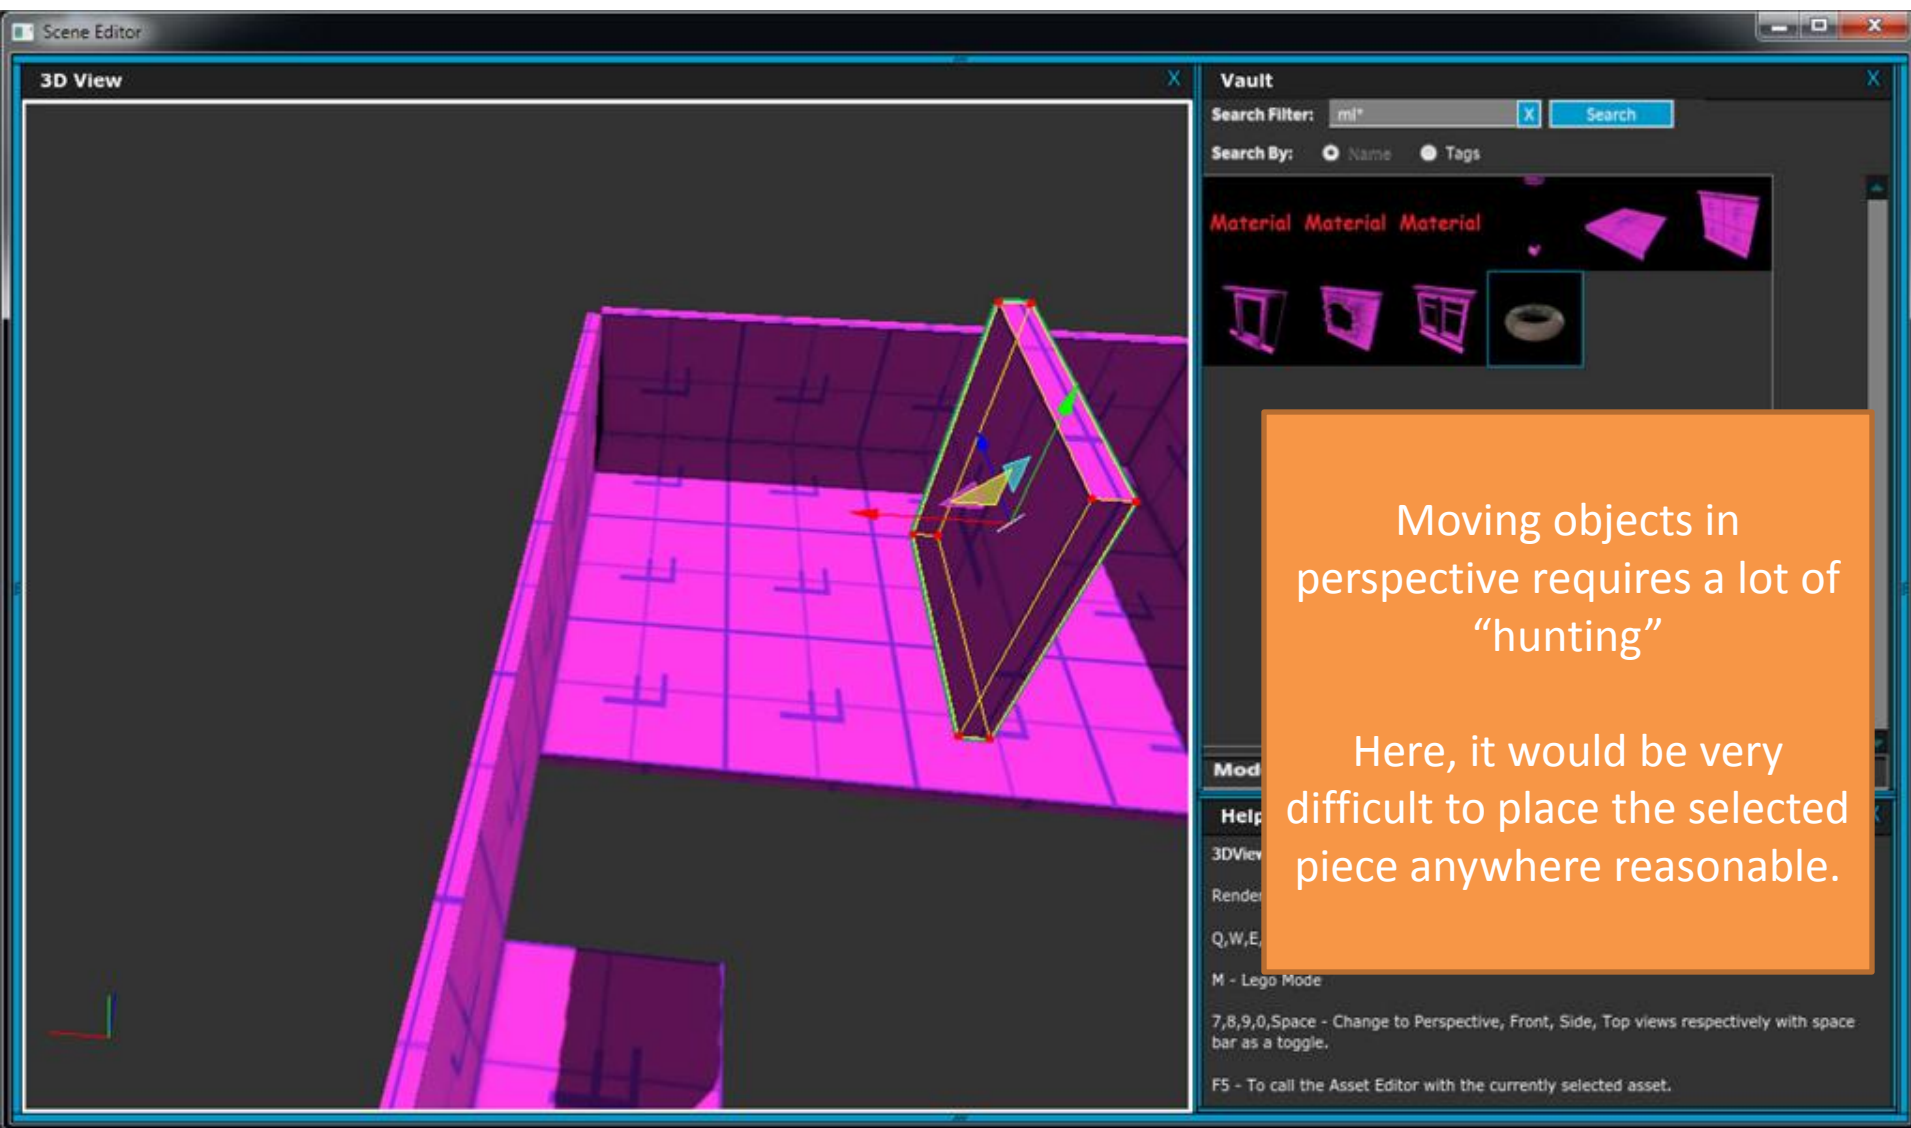 Scene Editor
3D View
X
Vault
X
Search Filter:
ml*
X
Search
Search By:
Name
Tags
Material Material Material
Moving objects in
perspective requires a lot of
“hunting”
Here, it would be very
difficult to place the selected
piece anywhere reasonable.
Mod
Help
3DView
Render
Q,W,E,
M - Lego Mode
7,8,9,0,Space - Change to Perspective, Front, Side, Top views respectively with space
bar as a toggle.
F5 - To call the Asset Editor with the currently selected asset.